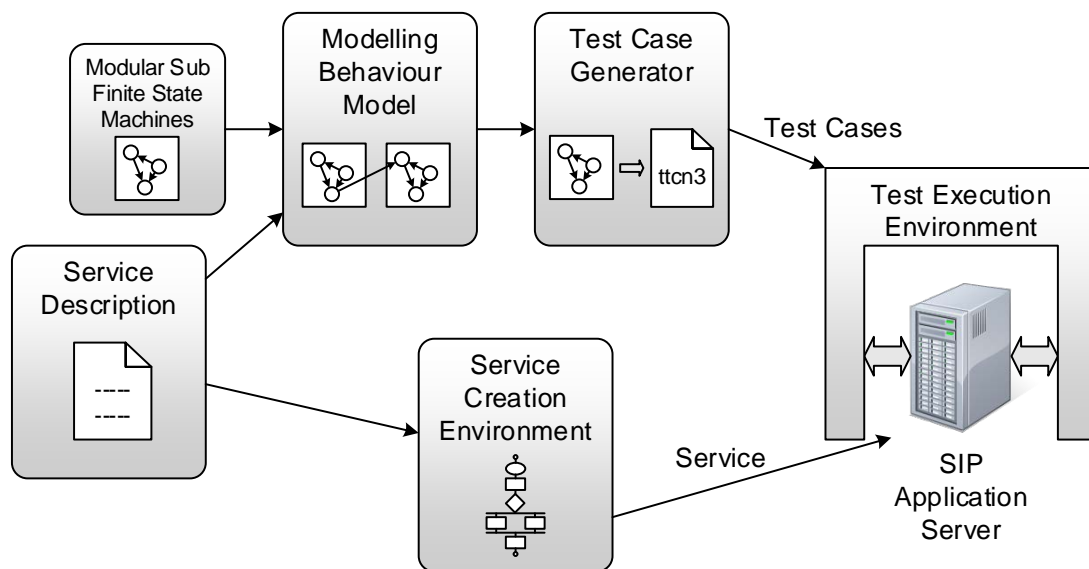 Modular Sub
Finite State
Machines
Modelling
Behaviour
Model
Test Case
Generator
ttcn3
Test Cases
Test Execution
Environment
Service
Description
-----
-----
Service
Creation
Environment
Service
SIP
Application
Server